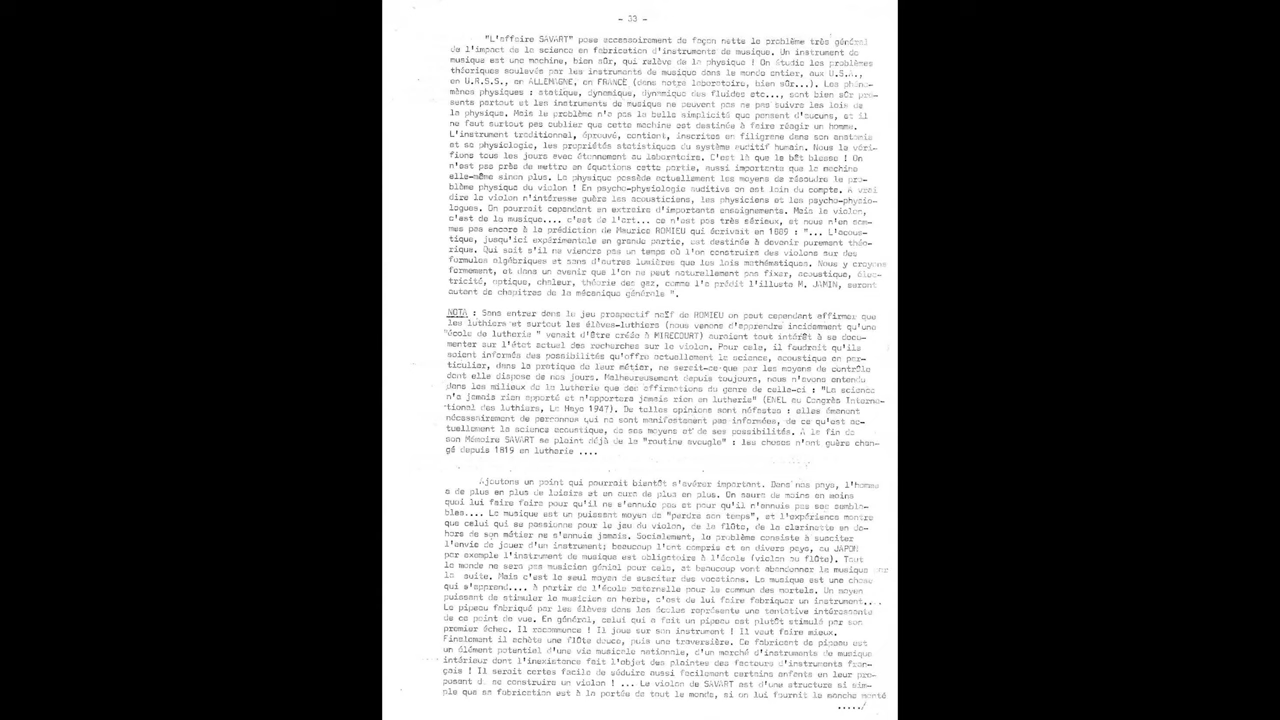 - 33 -
"L'affaire SAVART" pose accessoirement de façon nette le problème très général
de l'impact de la science en fabrication d'instruments de musique. Un instrument de
musique est une machine, bien sûr, qui relève de la physique ! On étudie les problèmes
théoriques soulevés par les instruments de musique dans le monde entier, aux U.S.A.,
en U.R.S.S., en ALLEMAGNE, en FRANCE (dans notre laboratoire, bien sûr...). Les phéno-
mènes physiques : statique, dynamique, dynamique des fluides etc..., sont bien sûr pré-
sents partout et les instruments de musique ne peuvent pas ne pas suivre les lois de
la physique. Mais le problème n'a pas la belle simplicité que pensent d'aucuns, et il
ne faut surtout pas oublier que cette machine est destinée à faire réagir un homme.
L'instrument traditionnel, éprouvé, contient, inscrites en filigrane dans son anatomie
et sa physiologie, les propriétés statistiques du système auditif humain. Nous le véri-
fions tous les jours avec étonnement au laboratoire. C'est là que le bât blesse ! On
n'est pas près de mettre en équations cette partie, aussi importante que la machine
elle-même sinon plus. La physique possède actuellement les moyens de résoudre le pro-
blème physique du violon ! En psycho-physiologie auditive on est loin du compte. A vrai
dire le violon n'intéresse guère les acousticiens, les physiciens et les psycho-physio-
logues. On pourrait cependant en extraire d'importants enseignements. Mais le violon,
c'est de la musique.... c'est de l'art... ce n'est pas très sérieux, et nous n'en som-
mes pas encore à la prédiction de Maurice ROMIEU qui écrivait en 1889 : "... L'acous-
tique, jusqu'ici expérimentale en grande partie, est destinée à devenir purement théo-
rique. Qui sait s'il ne viendra pas un temps où l'on construira des violons sur des
formules algébriques et sans d'autres lumières que les lois mathématiques. Nous y croyons
fermement, et dans un avenir que l'on ne peut naturellement pas fixer, acoustique, élec-
tricité, optique, chaleur, théorie des gaz, comme l'a prédit l'illuste M. JAMIN, seront
autant de chapitres de la mécanique générale ".
NOTA : Sans entrer dans le jeu prospectif naïf de ROMIEU on peut cependant affirmer que
les luthiers et surtout les élèves-luthiers (nous venons d'apprendre incidemment qu'une
"école de lutherie " venait d'être créée à MIRECOURT) auraient tout intérêt à se docu-
menter sur l'état actuel des recherches sur le violon. Pour cela, il faudrait qu'ils
soient informés des possibilités qu'offre actuellement la science, acoustique en par-
ticulier, dans la pratique de leur métier, ne serait-ce que par les moyens de contrôle
dont elle dispose de nos jours. Malheureusement depuis toujours, nous n'avons entendu
dans les milieux de la lutherie que des affirmations du genre de celle-ci : "La science
n'a jamais rien apporté et n'apportera jamais rien en lutherie" (ENEL au Congrès Interna-
tional des luthiers, La Haye 1947). De telles opinions sont néfastes : elles émanent
nécessairement de personnes qui ne sont manifestement pas informées, de ce qu'est ac-
tuellement la science acoustique, de ses moyens et de ses possibilités. A la fin de
son Mémoire SAVART se plaint déjà de la "routine aveugle" : les choses n'ont guère chan-
gé depuis 1819 en lutherie ....
Ajoutons un point qui pourrait bientôt s'avérer important. Dans nos pays, l'homme
a de plus en plus de loisirs et en aura de plus en plus. On saura de moins en moins
quoi lui faire faire pour qu'il ne s'ennuie pas et pour qu'il n'ennuie pas ses sembla-
bles.... La musique est un puissant moyen de "perdre son temps", et l'expérience montre
que celui qui se passionne pour le jeu du violon, de la flûte, de la clarinette en de-
hors de son métier ne s'ennuie jamais. Socialement, le problème consiste à susciter
l'envie de jouer d'un instrument; beaucoup l'ont compris et en divers pays, au JAPON
par exemple l'instrument de musique est obligatoire à l'école (violon ou flûte). Tout
le monde ne sera pas musicien génial pour cela, et beaucoup vont abandonner la musique par
la suite. Mais c'est le seul moyen de susciter des vocations. La musique est une chose
qui s'apprend.... à partir de l'école maternelle pour le commun des mortels. Un moyen
puissant de stimuler le musicien en herbe, c'est de lui faire fabriquer un instrument....
Le pipeau fabriqué par les élèves dans les écoles représente une tentative intéressante
de ce point de vue. En général, celui qui a fait un pipeau est plutôt stimulé par son
premier échec. Il recommence ! Il joue sur son instrument ! Il veut faire mieux.
Finalement il achète une flûte douce, puis une traversière. Ce fabricant de pipeau est
un élément potentiel d'une vie musicale nationale, d'un marché d'instruments de musique
intérieur dont l'inexistence fait l'objet des plaintes des facteurs d'instruments fran-
çais ! Il serait certes facile de séduire aussi facilement certains enfants en leur pro-
posant de se construire un violon ! ... Le violon de SAVART est d'une structure si sim-
ple que sa fabrication est à la portée de tout le monde, si on lui fournit le manche monté
...../